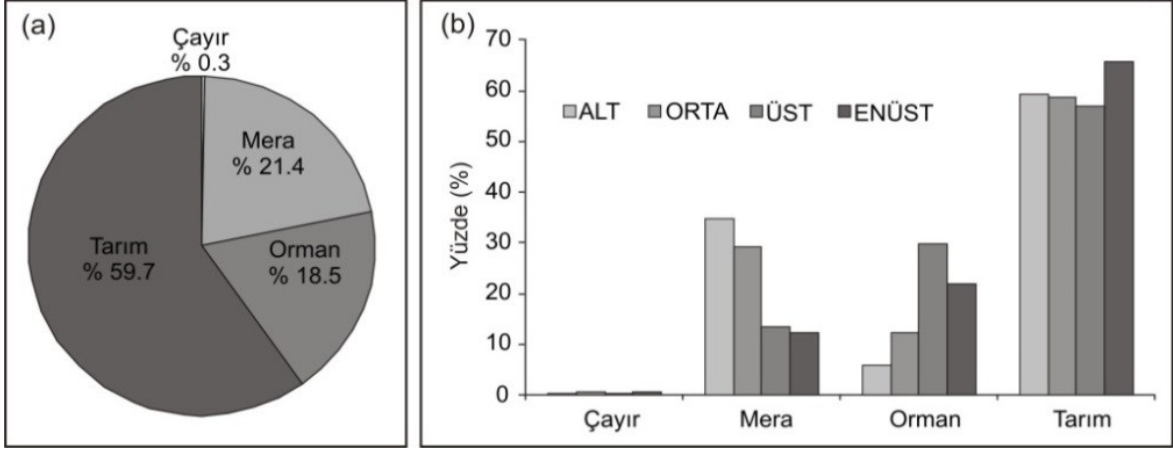 (a)
Çayır
% 0.3
Mera
% 21.4
Orman
% 18.5
Tarım
% 59.7
(b)
Yüzde (%)
70
60
50
40
30
20
10
0
ALT ORTA ÜST ENÜST
Çayır Mera Orman Tarım